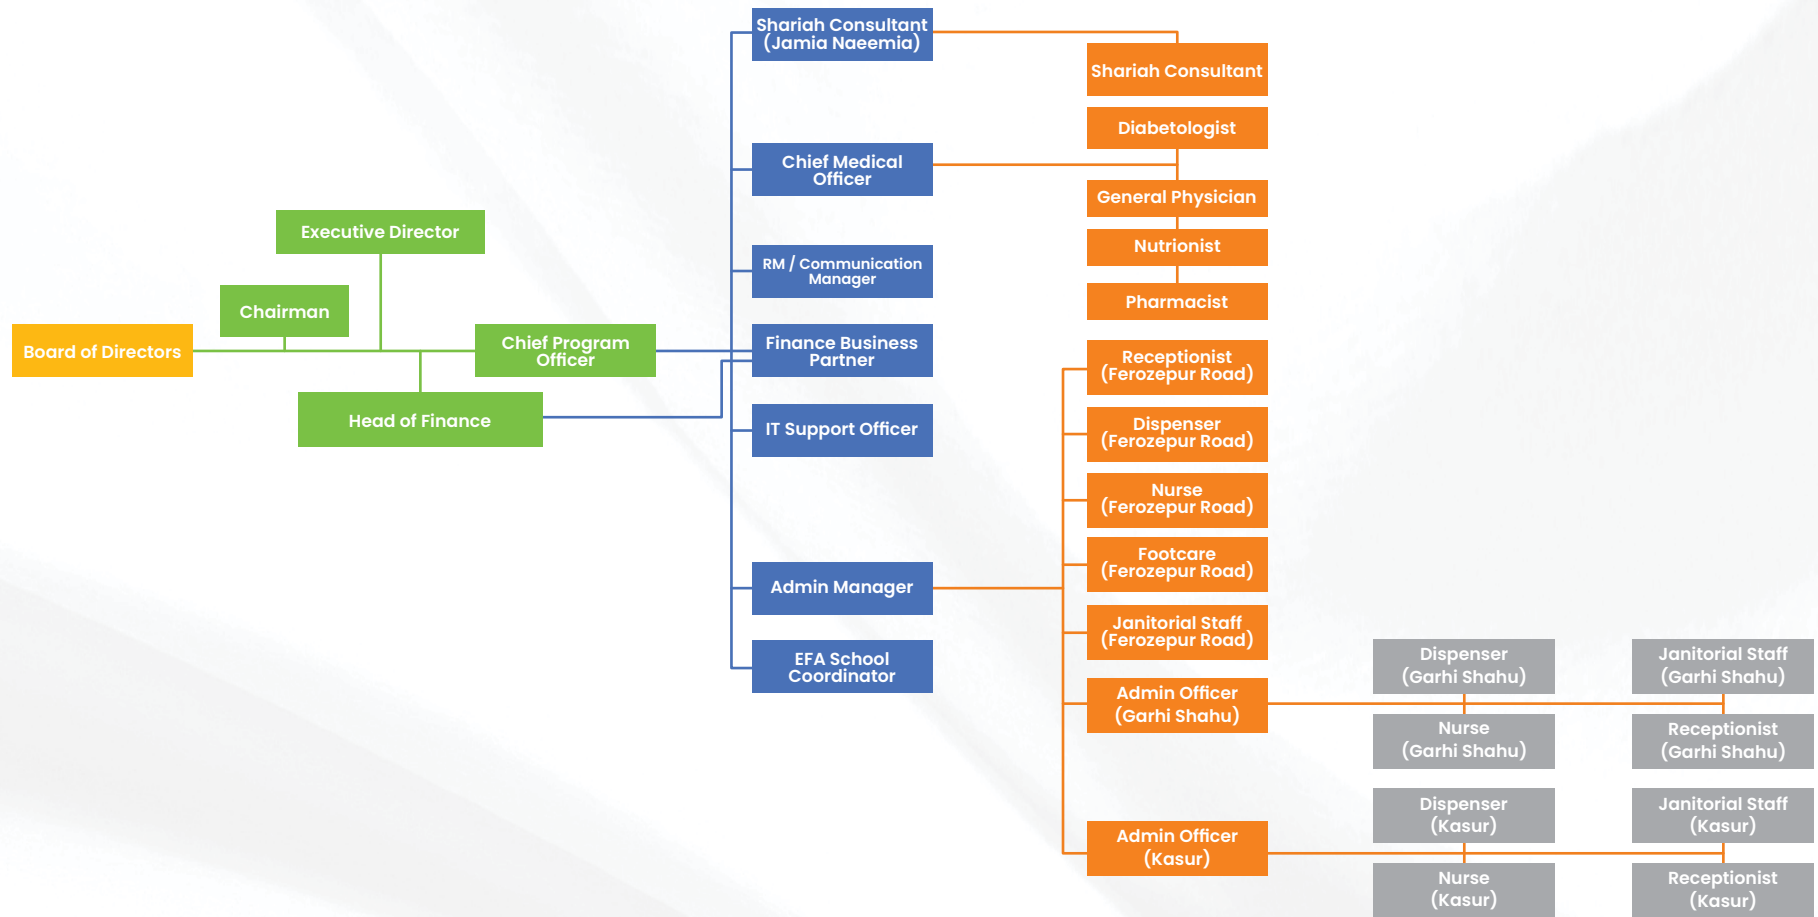 Board of Directors
Chairman
Executive Director
Head of Finance
Chief Program
Officer
Shariah Consultant
(Jamia Naeemia)
Chief Medical
Officer
RM / Communication
Manager
Finance Business
Partner
IT Support Officer
Admin Manager
EFA School
Coordinator
Shariah Consultant
Diabetologist
General Physician
Nutrionist
Pharmacist
Receptionist
(Ferozepur Road)
Dispenser
(Ferozepur Road)
Nurse
(Ferozepur Road)
Footcare
(Ferozepur Road)
Janitorial Staff
(Ferozepur Road)
Admin Officer
(Garhi Shahu)
Admin Officer
(Kasur)
Dispenser
(Garhi Shahu)
Janitorial Staff
(Garhi Shahu)
Nurse
(Garhi Shahu)
Receptionist
(Garhi Shahu)
Dispenser
(Kasur)
Janitorial Staff
(Kasur)
Nurse
(Kasur)
Receptionist
(Kasur)